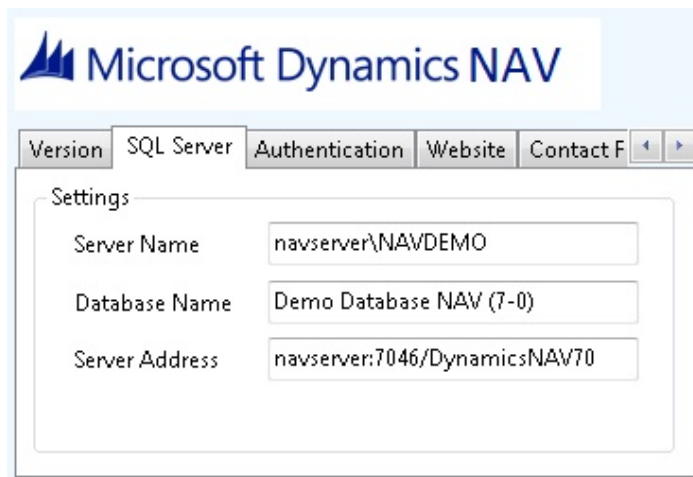 Microsoft Dynamics NAV
Version SQL Server Authentication Website Contact F
Settings
Server Name navserver\NAVDEMO
Database Name Demo Database NAV (7-0)
Server Address navserver:7046/DynamicsNAV70